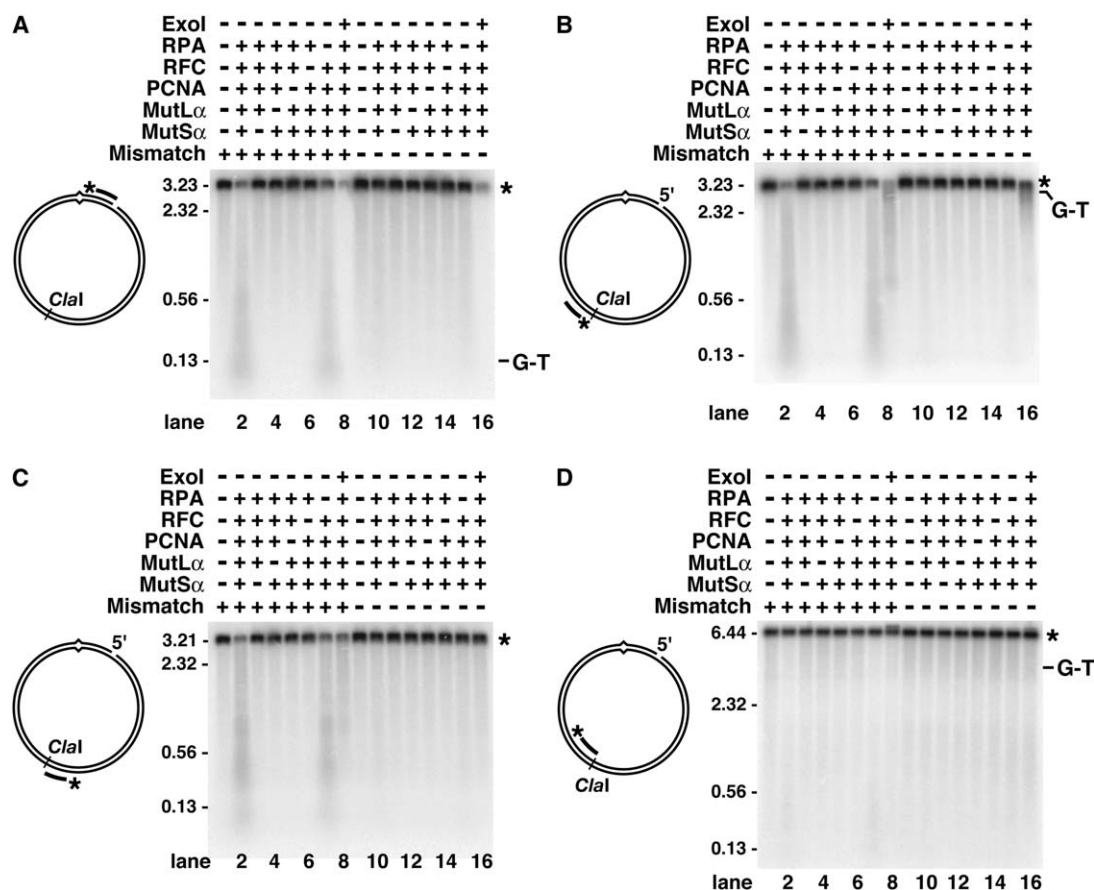 A
ExoI - - - - - - - + - - - - - - - +
RPA - + + + + + - + - + + + + + - +
RFC - + + + - + + + - + + + - + + +
PCNA - + + + + - + + - + + + + - + +
MutLα - + + - + + + + - + + - + + + +
MutSα - + - + + + + + - + - + + + + +
Mismatch + + + + + + + + - - - - - - - -
3.23 -
2.32 -
0.56 -
0.13 -
*
*
ClaI
G-T
lane 2 4 6 8 10 12 14 16
B
ExoI - - - - - - - + - - - - - - - +
RPA - + + + + + - + - + + + + + - +
RFC - + + + - + + + - + + + - + + +
PCNA - + + + + - + + - + + + + - + +
MutLα - + + - + + + + - + + - + + + +
MutSα - + - + + + + + - + - + + + + +
Mismatch + + + + + + + + - - - - - - - -
5'
3.23 -
2.32 -
0.56 -
0.13 -
*
G-T
ClaI
*
lane 2 4 6 8 10 12 14 16
C
ExoI - - - - - - - + - - - - - - - +
RPA - + + + + + - + - + + + + + - +
RFC - + + + - + + + - + + + - + + +
PCNA - + + + + - + + - + + + + - + +
MutLα - + + - + + + + - + + - + + + +
MutSα - + - + + + + + - + - + + + + +
Mismatch + + + + + + + + - - - - - - - -
5'
3.21 -
2.32 -
0.56 -
0.13 -
*
ClaI
*
lane 2 4 6 8 10 12 14 16
D
ExoI - - - - - - - + - - - - - - - +
RPA - + + + + + - + - + + + + + - +
RFC - + + + - + + + - + + + - + + +
PCNA - + + + + - + + - + + + + - + +
MutLα - + + - + + + + - + + - + + + +
MutSα - + - + + + + + - + - + + + + +
Mismatch + + + + + + + + - - - - - - - -
5'
6.44 -
2.32 -
0.56 -
0.13 -
*
G-T
*
ClaI
lane 2 4 6 8 10 12 14 16